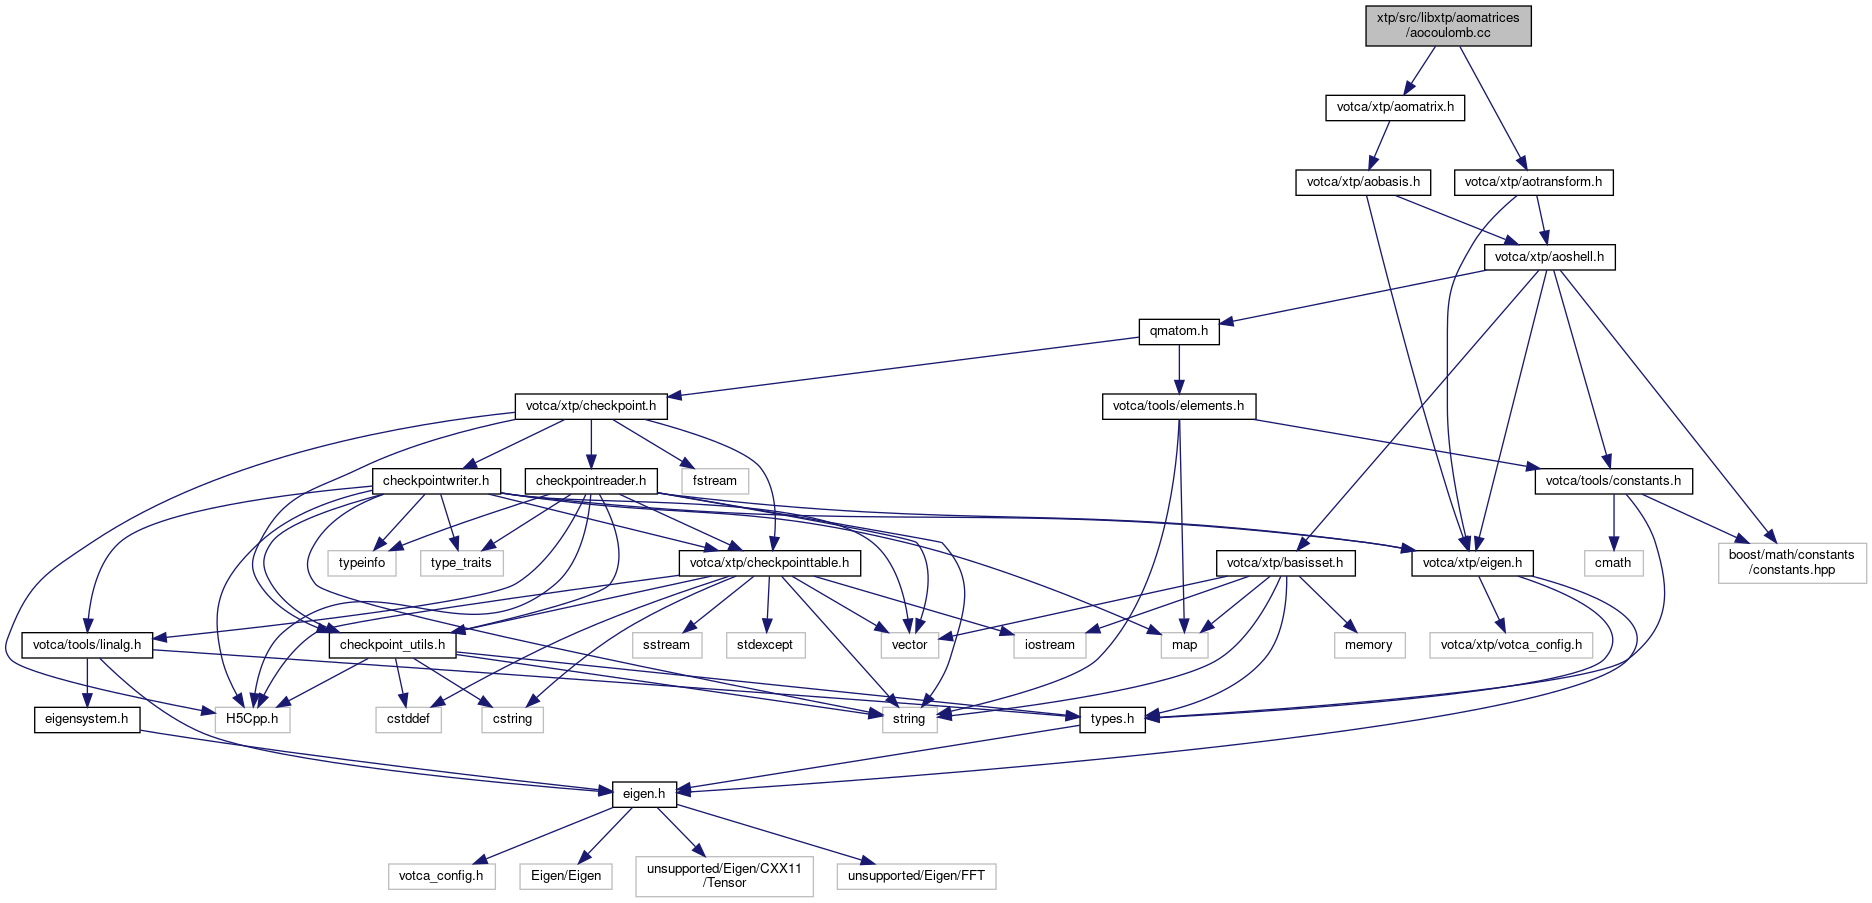 xtp/src/libxtp/aomatrices
/aocoulomb.cc
votca/xtp/aomatrix.h
votca/xtp/aobasis.h
votca/xtp/aotransform.h
votca/xtp/aoshell.h
qmatom.h
votca/xtp/checkpoint.h
votca/tools/elements.h
checkpointwriter.h
checkpointreader.h
fstream
votca/tools/constants.h
typeinfo
type_traits
votca/xtp/checkpointtable.h
votca/xtp/basisset.h
votca/xtp/eigen.h
cmath
boost/math/constants
/constants.hpp
votca/tools/linalg.h
checkpoint_utils.h
sstream
stdexcept
vector
iostream
map
memory
votca/xtp/votca_config.h
eigensystem.h
H5Cpp.h
cstddef
cstring
string
types.h
eigen.h
votca_config.h
Eigen/Eigen
unsupported/Eigen/CXX11
/Tensor
unsupported/Eigen/FFT